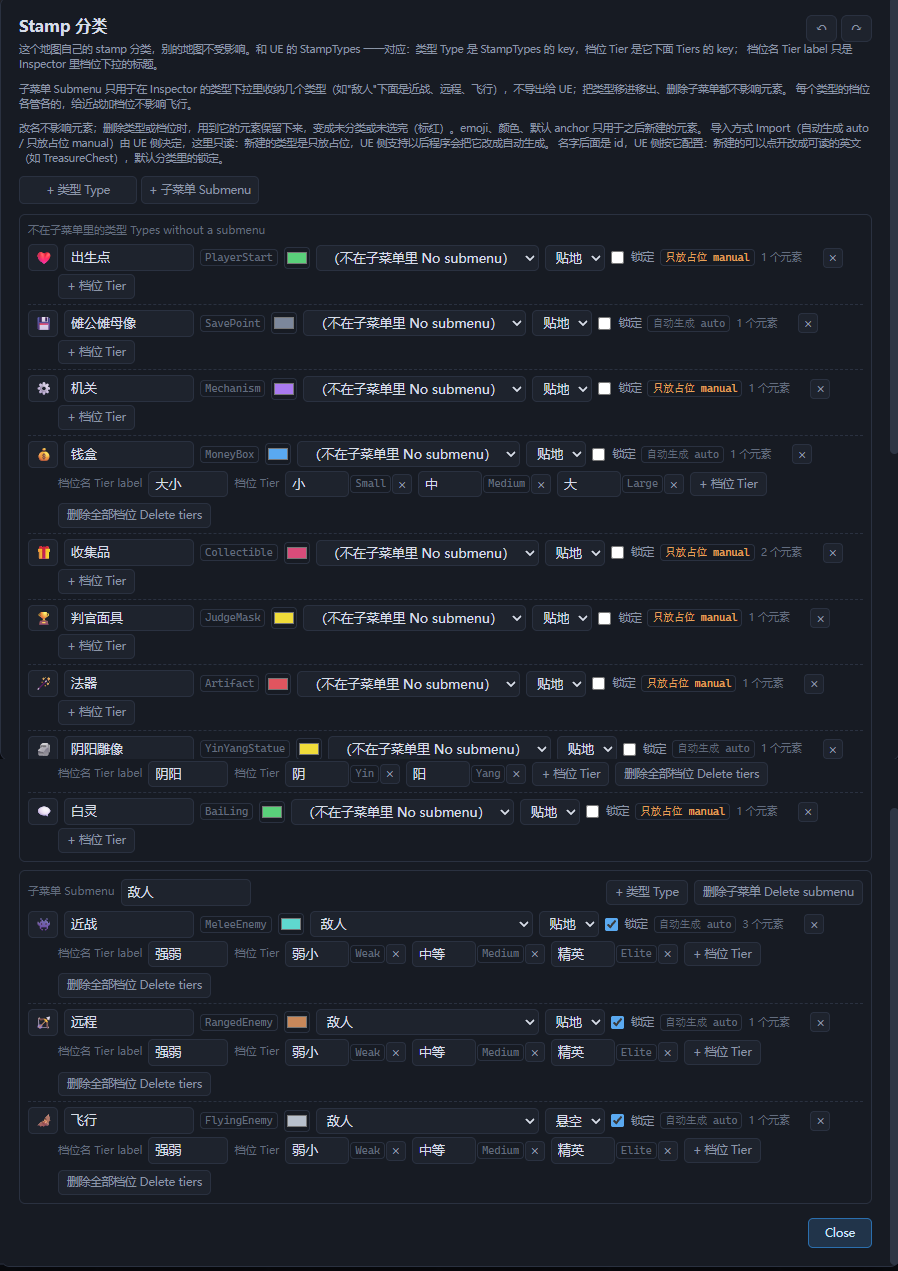 Stamp 分类
这个地图自己的 stamp 分类，别的地图不受影响。和 UE 的 StampTypes 一一对应：类型 Type 是 StampTypes 的 key，档位 Tier 是它下面 Tiers 的 key； 档位名 Tier label 只是
Inspector 里档位下拉的标题。
子菜单 Submenu 只用于在 Inspector 的类型下拉里收纳几个类型（如"敌人"下面是近战、远程、飞行），不导出给 UE；把类型移进移出、删除子菜单都不影响元素。 每个类型的档位
各管各的，给近战加档位不影响飞行。
改名不影响元素；删除类型或档位时，用到它的元素保留下来，变成未分类或未选完（标红）。emoji、颜色、默认 anchor 只用于之后新建的元素。 导入方式 Import（自动生成 auto
/ 只放占位 manual）由 UE 侧决定，这里只读：新建的类型是只放占位，UE 侧支持以后程序会把它改成自动生成。 名字后面是 id，UE 侧按它配置：新建的可以点开改成可读的英文
（如 TreasureChest），默认分类里的锁定。
+ 类型 Type + 子菜单 Submenu
不在子菜单里的类型 Types without a submenu
出生点 PlayerStart (不在子菜单里 No submenu) 贴地 锁定 只放占位 manual 1 个元素 ×
+ 档位 Tier
傩公傩母像 SavePoint (不在子菜单里 No submenu) 贴地 锁定 自动生成 auto 1 个元素 ×
+ 档位 Tier
机关 Mechanism (不在子菜单里 No submenu) 贴地 锁定 只放占位 manual 1 个元素 ×
+ 档位 Tier
钱盒 MoneyBox (不在子菜单里 No submenu) 贴地 锁定 自动生成 auto 1 个元素 ×
档位名 Tier label 大小 档位 Tier 小 Small × 中 Medium × 大 Large × + 档位 Tier
删除全部档位 Delete tiers
收集品 Collectible (不在子菜单里 No submenu) 贴地 锁定 只放占位 manual 2 个元素 ×
+ 档位 Tier
判官面具 JudgeMask (不在子菜单里 No submenu) 贴地 锁定 只放占位 manual 1 个元素 ×
+ 档位 Tier
法器 Artifact (不在子菜单里 No submenu) 贴地 锁定 只放占位 manual 1 个元素 ×
+ 档位 Tier
阴阳雕像 YinYangStatue (不在子菜单里 No submenu) 贴地 锁定 自动生成 auto 1 个元素 ×
档位名 Tier label 阴阳 档位 Tier 阴 Yin × 阳 Yang × + 档位 Tier 删除全部档位 Delete tiers
白灵 BaiLing (不在子菜单里 No submenu) 贴地 锁定 只放占位 manual 1 个元素 ×
+ 档位 Tier
子菜单 Submenu 敌人 + 类型 Type 删除子菜单 Delete submenu
近战 MeleeEnemy 敌人 贴地 锁定 自动生成 auto 3 个元素 ×
档位名 Tier label 强弱 档位 Tier 弱小 Weak × 中等 Medium × 精英 Elite × + 档位 Tier
删除全部档位 Delete tiers
远程 RangedEnemy 敌人 贴地 锁定 自动生成 auto 1 个元素 ×
档位名 Tier label 强弱 档位 Tier 弱小 Weak × 中等 Medium × 精英 Elite × + 档位 Tier
删除全部档位 Delete tiers
飞行 FlyingEnemy 敌人 悬空 锁定 自动生成 auto 1 个元素 ×
档位名 Tier label 强弱 档位 Tier 弱小 Weak × 中等 Medium × 精英 Elite × + 档位 Tier
删除全部档位 Delete tiers
Close